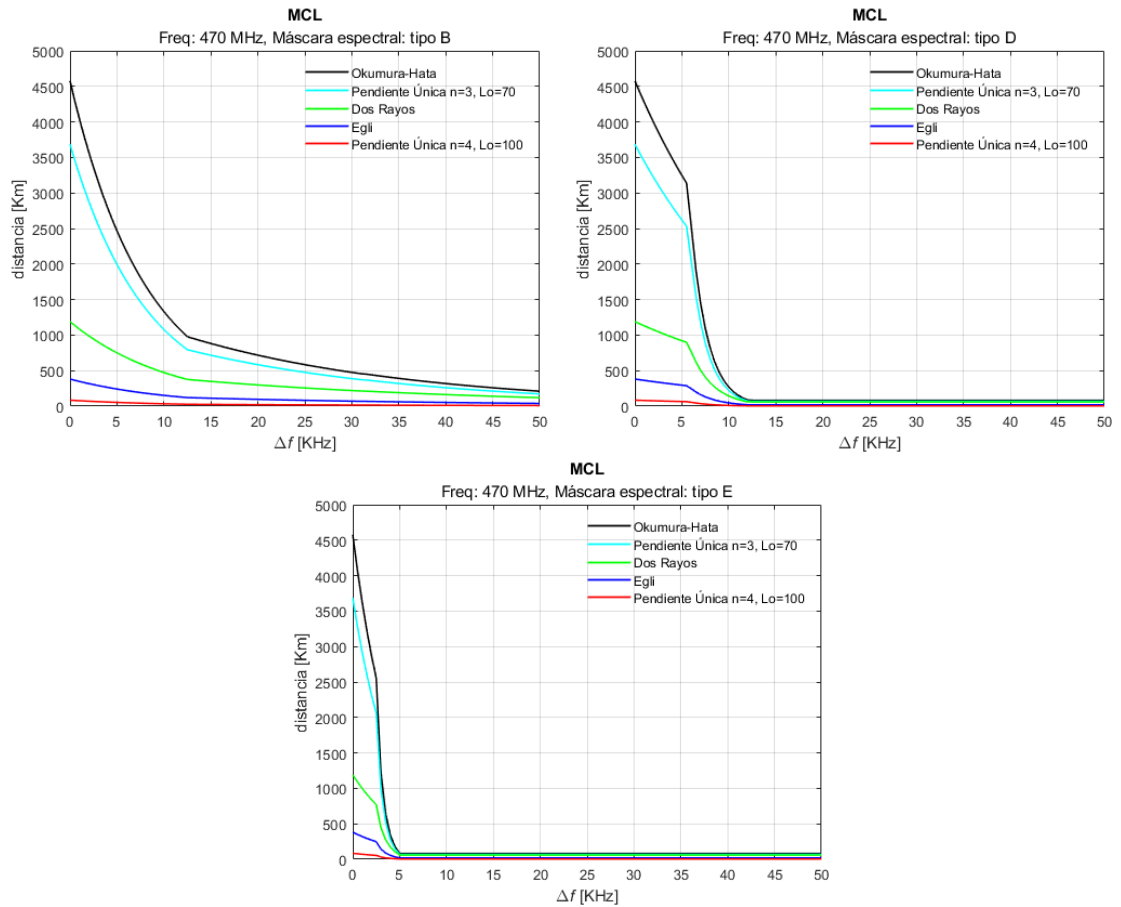 MCL
Freq: 470 MHz, Máscara espectral: tipo B
5000
4500
4000
3500
3000
2500
2000
1500
1000
500
0
distancia [Km]
Okumura-Hata
Pendiente Única n=3, Lo=70
Dos Rayos
Egli
Pendiente Única n=4, Lo=100
0 5 10 15 20 25 30 35 40 45 50
Δf [KHz]
MCL
Freq: 470 MHz, Máscara espectral: tipo D
5000
4500
4000
3500
3000
2500
2000
1500
1000
500
0
distancia [Km]
Okumura-Hata
Pendiente Única n=3, Lo=70
Dos Rayos
Egli
Pendiente Única n=4, Lo=100
0 5 10 15 20 25 30 35 40 45 50
Δf [KHz]
MCL
Freq: 470 MHz, Máscara espectral: tipo E
5000
4500
4000
3500
3000
2500
2000
1500
1000
500
0
distancia [Km]
Okumura-Hata
Pendiente Única n=3, Lo=70
Dos Rayos
Egli
Pendiente Única n=4, Lo=100
0 5 10 15 20 25 30 35 40 45 50
Δf [KHz]